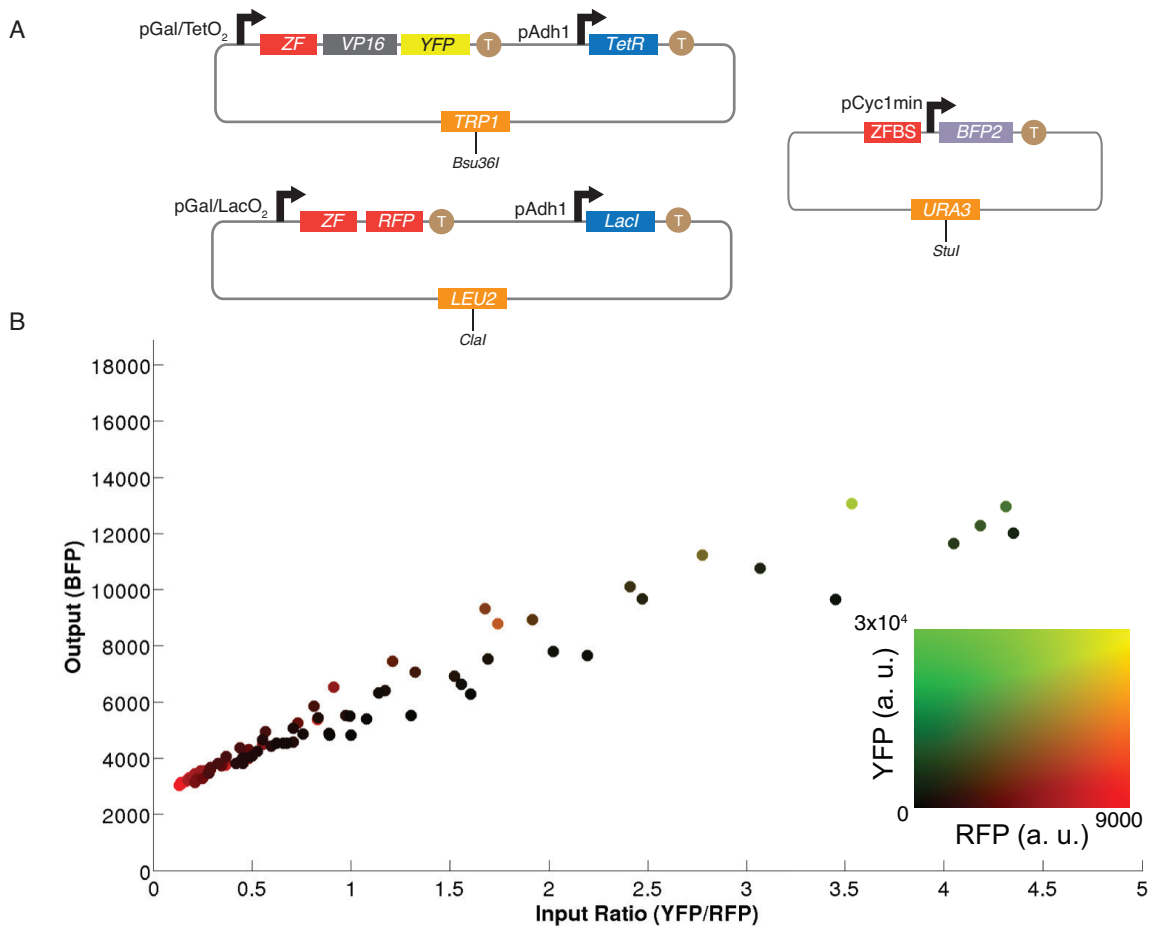 A
pGal/TetO2
ZF VP16 YFP T
pAdh1
TetR T
TRP1
Bsu36I
pCyc1min
ZFBS BFP2 T
URA3
StuI
pGal/LacO2
ZF RFP T
pAdh1
LacI T
LEU2
ClaI
B
18000
16000
14000
12000
10000
8000
6000
4000
2000
0
Output (BFP)
0 0.5 1 1.5 2 2.5 3 3.5 4 4.5 5
Input Ratio (YFP/RFP)
3x10⁴
YFP (a. u.)
0
9000
RFP (a. u.)